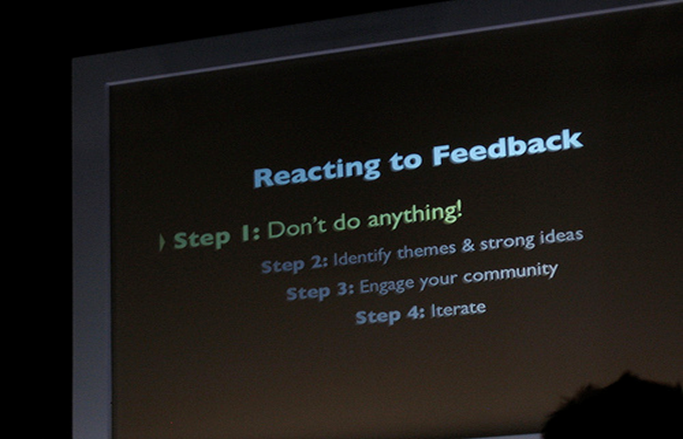 Reacting to Feedback
Step 1: Don't do anything!
Step 2: Identify themes & strong ideas
Step 3: Engage your community
Step 4: Iterate